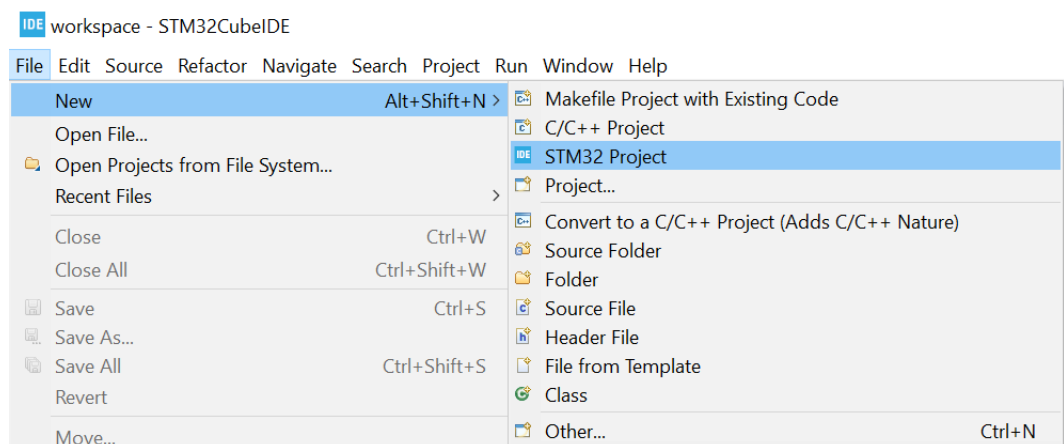 IDE workspace - STM32CubeIDE
File Edit Source Refactor Navigate Search Project Run Window Help
New Alt+Shift+N >
Open File...
Open Projects from File System...
Recent Files >
Close Ctrl+W
Close All Ctrl+Shift+W
Save Ctrl+S
Save As...
Save All Ctrl+Shift+S
Revert
Move...
Makefile Project with Existing Code
C/C++ Project
IDE STM32 Project
Project...
Convert to a C/C++ Project (Adds C/C++ Nature)
Source Folder
Folder
Source File
Header File
File from Template
Class
Other... Ctrl+N